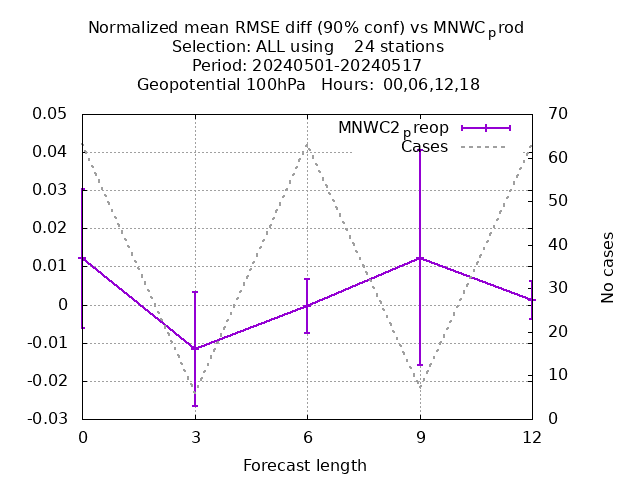 Normalized mean RMSE diff (90% conf) vs MNWCprod
Selection: ALL using    24 stations
Period: 20240501-20240517
Geopotential 100hPa   Hours:  00,06,12,18
MNWC2preop
Cases
0.05
0.04
0.03
0.02
0.01
0
-0.01
-0.02
-0.03
70
60
50
40
30
20
10
0
No cases
0 3 6 9 12
Forecast length